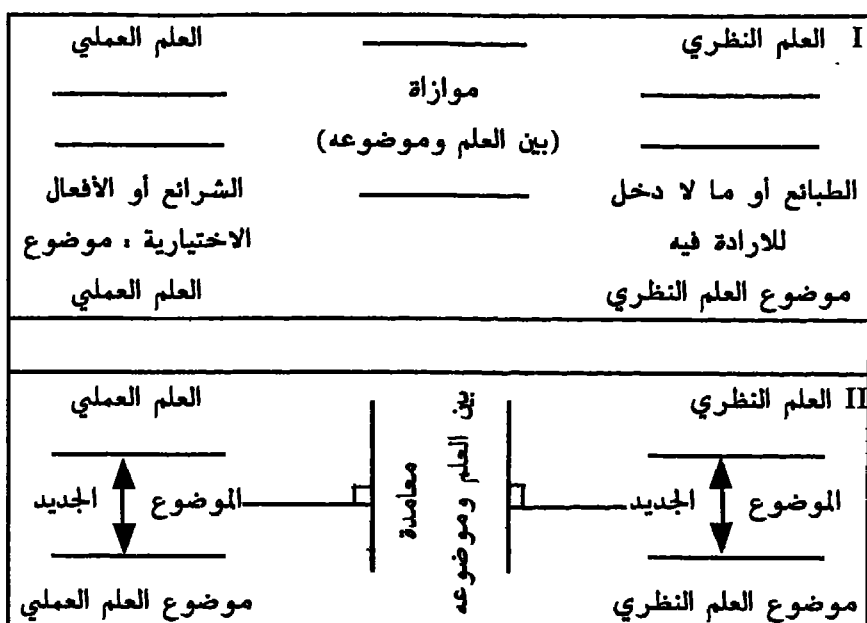 I العلم النظري
العلم العملي
موازاة
(بين العلم وموضوعه)
الطبائع أو ما لا دخل
للارادة فيه
موضوع العلم النظري
الشرائع أو الأفعال
الاختيارية : موضوع
العلم العملي
II العلم النظري
العلم العملي
الموضوع الجديد
معامدة
بين العلم وموضوعه
الموضوع الجديد
موضوع العلم النظري
موضوع العلم العملي